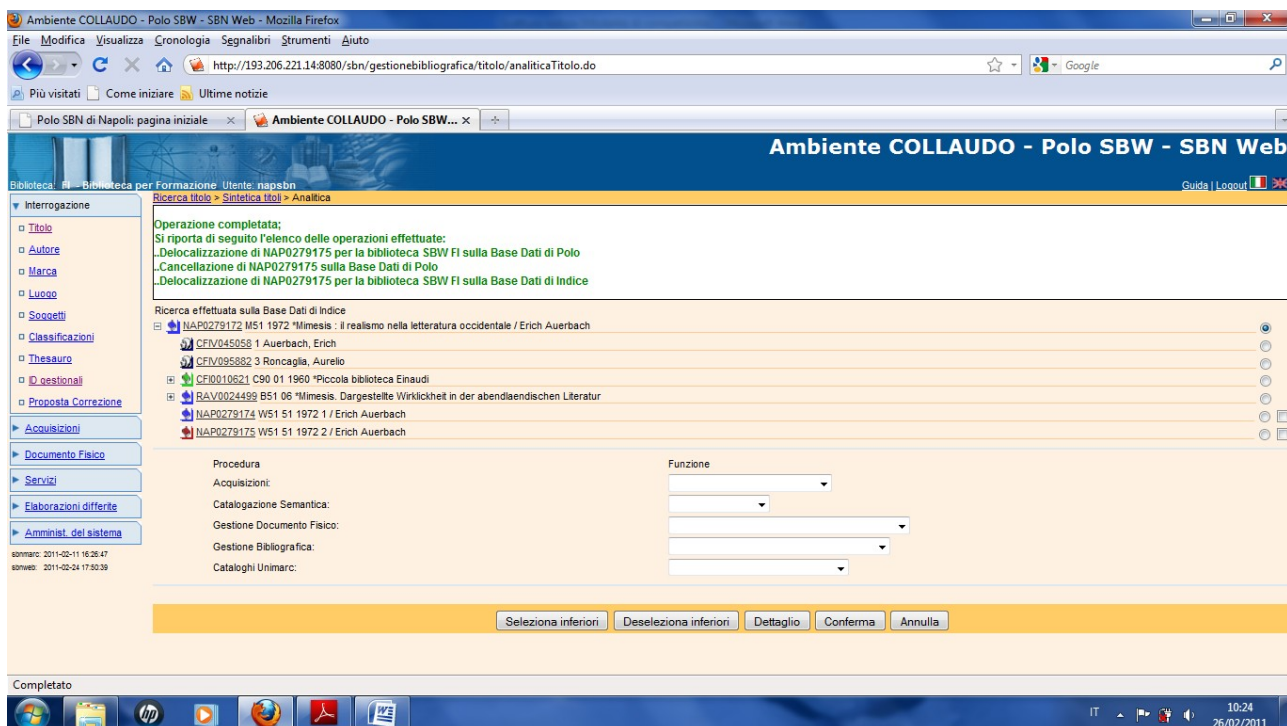 Ambiente COLLAUDO - Polo SBW - SBN Web - Mozilla Firefox
File Modifica Visualizza Cronologia Segnalibri Strumenti Aiuto
http://193.206.221.14:8080/sbn/gestionebibliografica/titolo/analiticaTitolo.do
Google
Più visitati Come iniziare Ultime notizie
Polo SBN di Napoli: pagina iniziale Ambiente COLLAUDO - Polo SBW...
Ambiente COLLAUDO - Polo SBW - SBN Web
Biblioteca: FI - Biblioteca per Formazione Utente: napsbn
Guida | Logout
Interrogazione
Titolo
Autore
Marca
Luogo
Soggetti
Classificazioni
Thesauro
ID gestionali
Proposta Correzione
Acquisizioni
Documento Fisico
Servizi
Elaborazioni differite
Amminist. del sistema
sbnmarc: 2011-02-11 16:26:47
sbnweb: 2011-02-24 17:50:39
Ricerca titolo > Sintetica titoli > Analitica
Operazione completata;
Si riporta di seguito l'elenco delle operazioni effettuate:
..Delocalizzazione di NAP0279175 per la biblioteca SBW FI sulla Base Dati di Polo
..Cancellazione di NAP0279175 sulla Base Dati di Polo
..Delocalizzazione di NAP0279175 per la biblioteca SBW FI sulla Base Dati di Indice
Ricerca effettuata sulla Base Dati di Indice
NAP0279172 M51 1972 *Mimesis : il realismo nella letteratura occidentale / Erich Auerbach
CFIV045058 1 Auerbach, Erich
CFIV095882 3 Roncaglia, Aurelio
CFI0010621 C90 01 1960 *Piccola biblioteca Einaudi
RAV0024499 B51 06 *Mimesis. Dargestellte Wirklickheit in der abendlaendischen Literatur
NAP0279174 W51 51 1972 1 / Erich Auerbach
NAP0279175 W51 51 1972 2 / Erich Auerbach
Procedura Funzione
Acquisizioni:
Catalogazione Semantica:
Gestione Documento Fisico:
Gestione Bibliografica:
Cataloghi Unimarc:
Seleziona inferiori Deseleziona inferiori Dettaglio Conferma Annulla
Completato
IT
10:24
26/02/2011